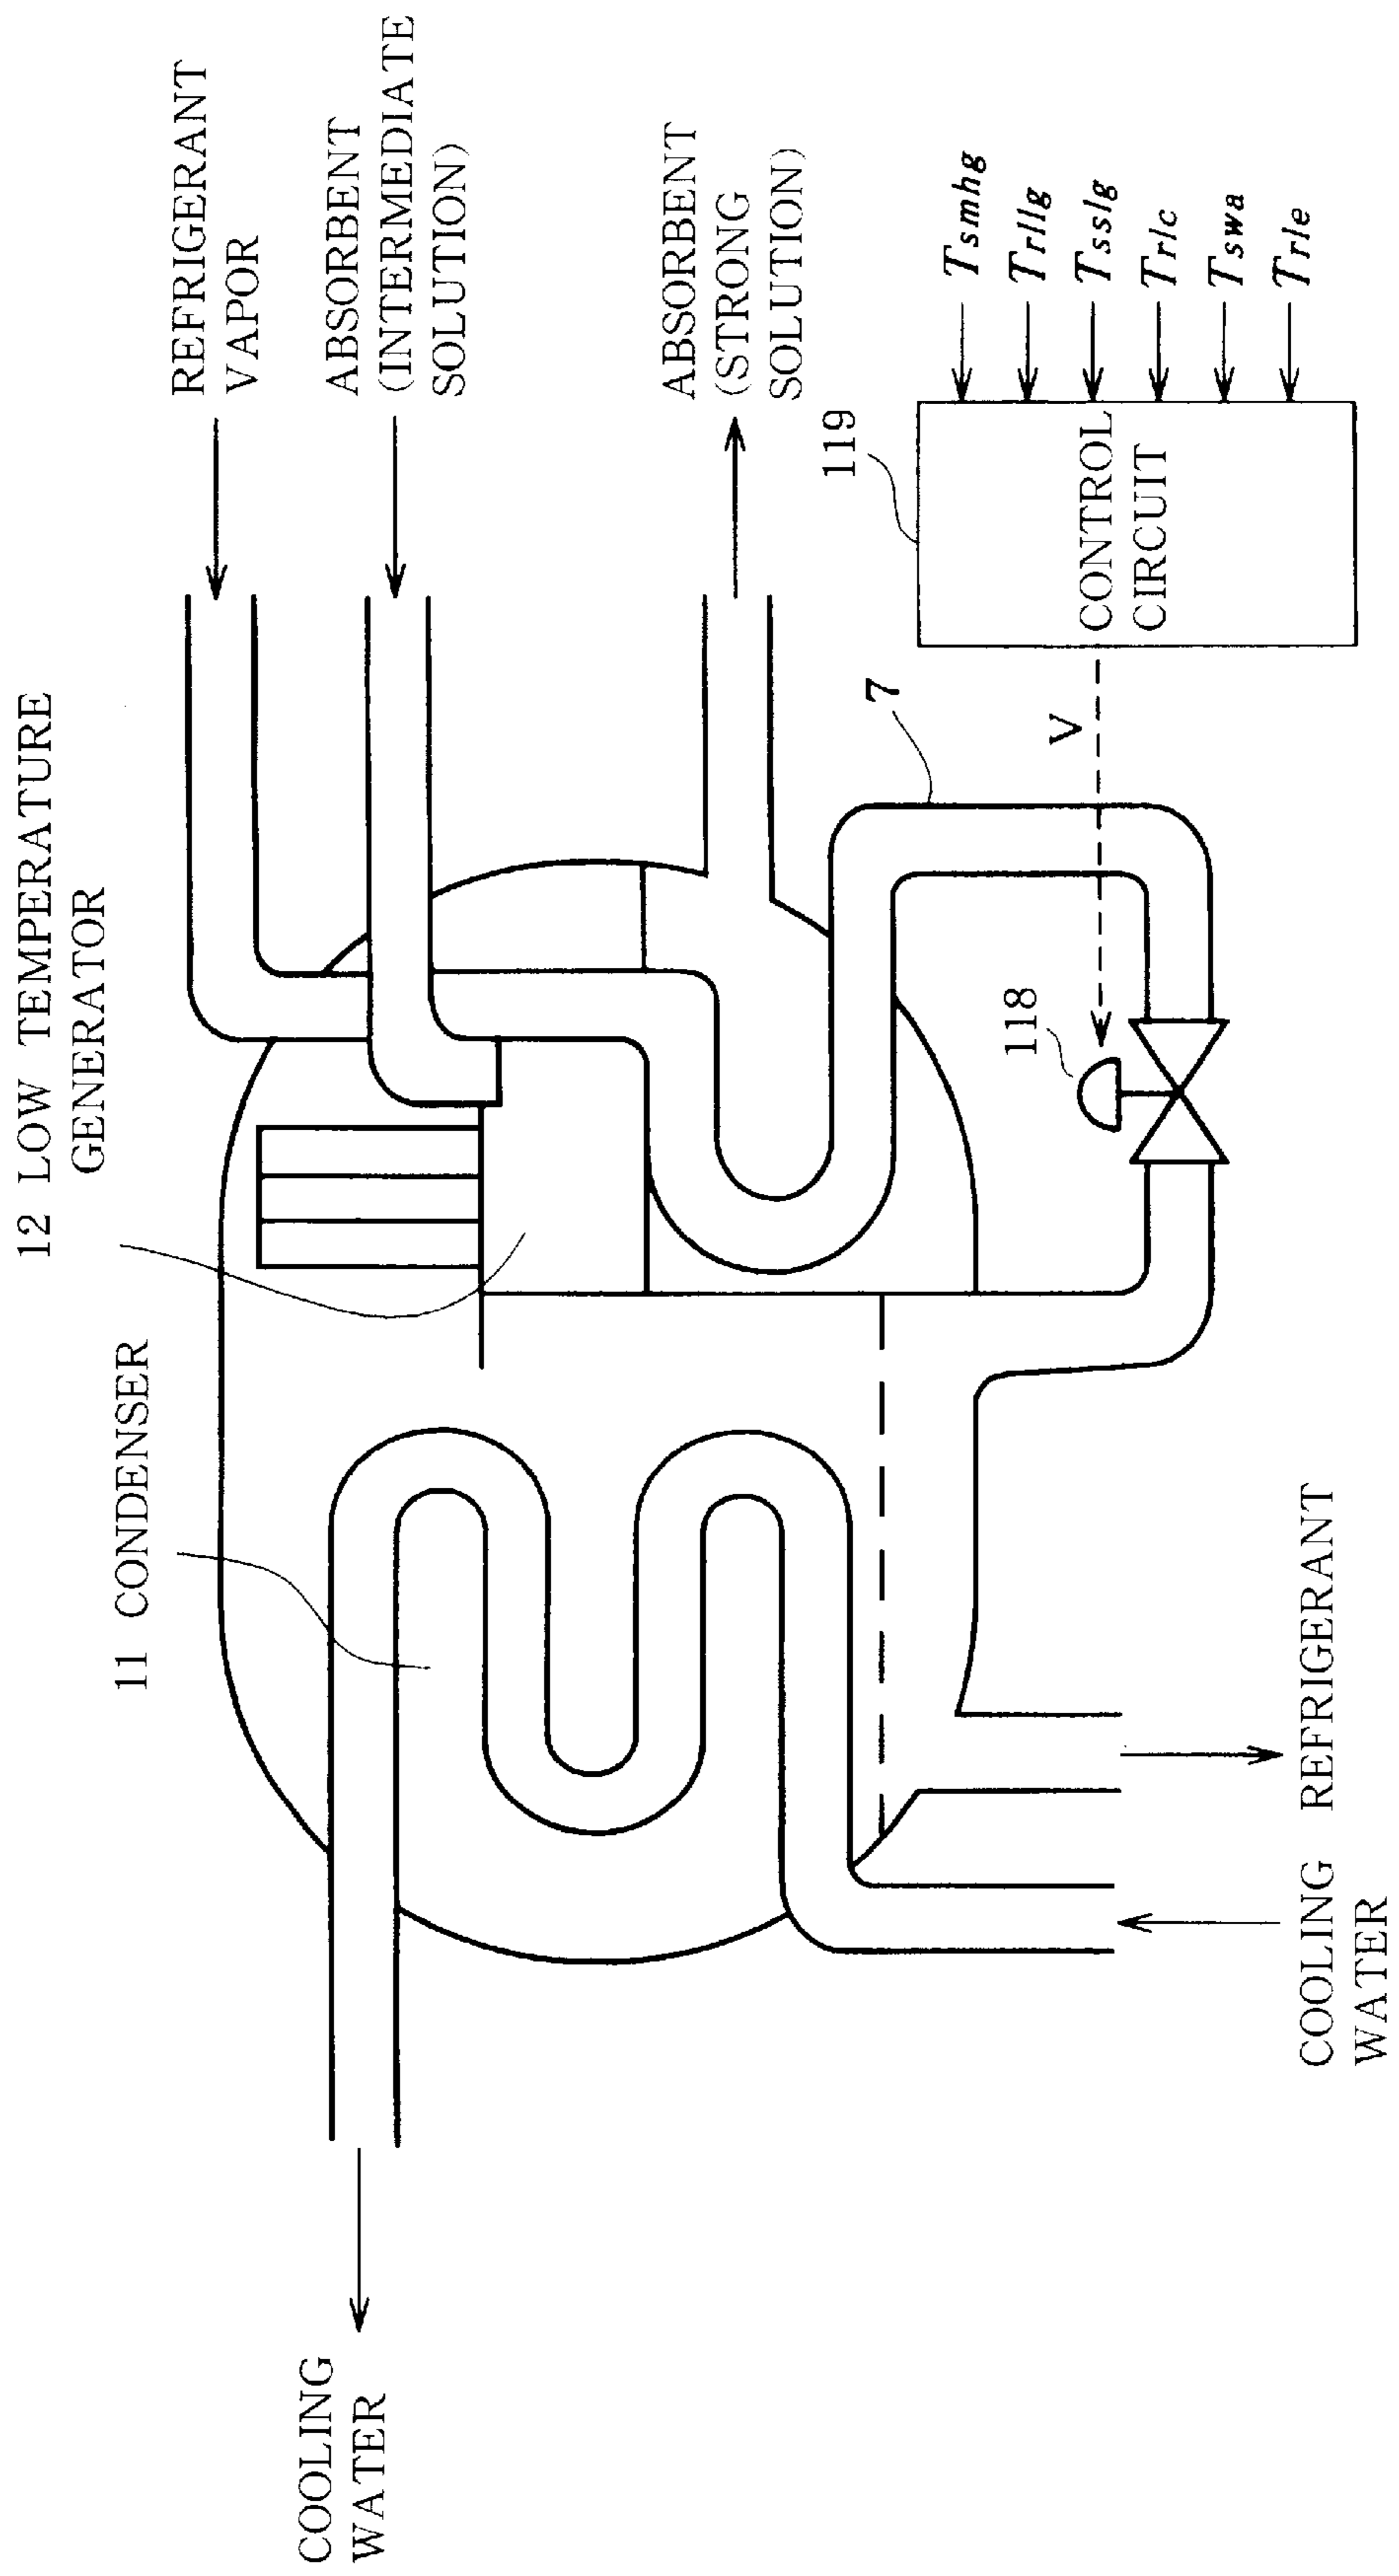 12 LOW TEMPERATURE
GENERATOR
11 CONDENSER
REFRIGERANT
VAPOR
ABSORBENT
(INTERMEDIATE
SOLUTION)
ABSORBENT
(STRONG
SOLUTION)
COOLING
WATER
119
CONTROL
CIRCUIT
Tsmhg
Trllg
Tsslg
Trlc
Tswa
Trle
7
V
118
REFRIGERANT
COOLING
WATER